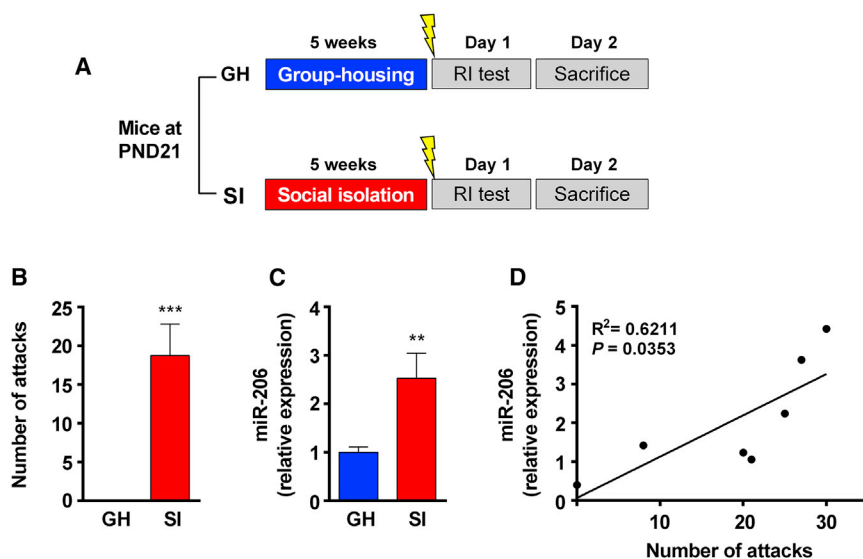 A
Mice at
PND21
GH
5 weeks
Day 1
Day 2
Group-housing
RI test
Sacrifice
SI
5 weeks
Day 1
Day 2
Social isolation
RI test
Sacrifice
B
Number of attacks
25
20
15
10
5
0
***
GH
SI
C
miR-206
(relative expression)
4
3
2
1
0
**
GH
SI
D
miR-206
(relative expression)
5
4
3
2
1
0
R²= 0.6211
P = 0.0353
10
20
30
Number of attacks